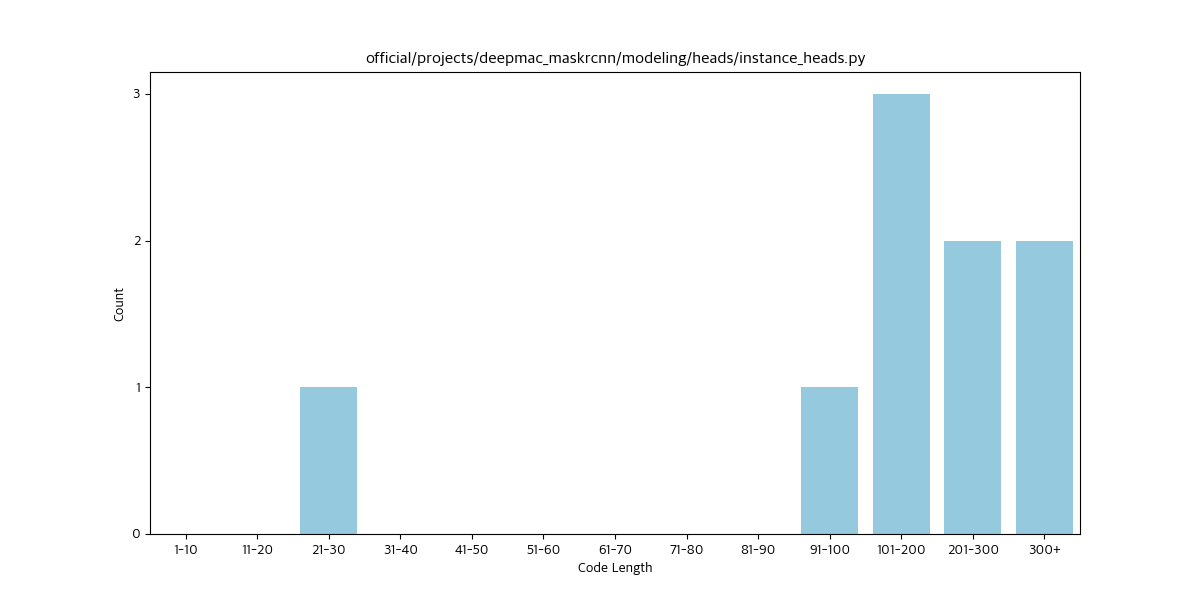 official/projects/deepmac_maskrcnn/modeling/heads/instance_heads.py
3
2
1
0
Count
1-10 11-20 21-30 31-40 41-50 51-60 61-70 71-80 81-90 91-100 101-200 201-300 300+
Code Length